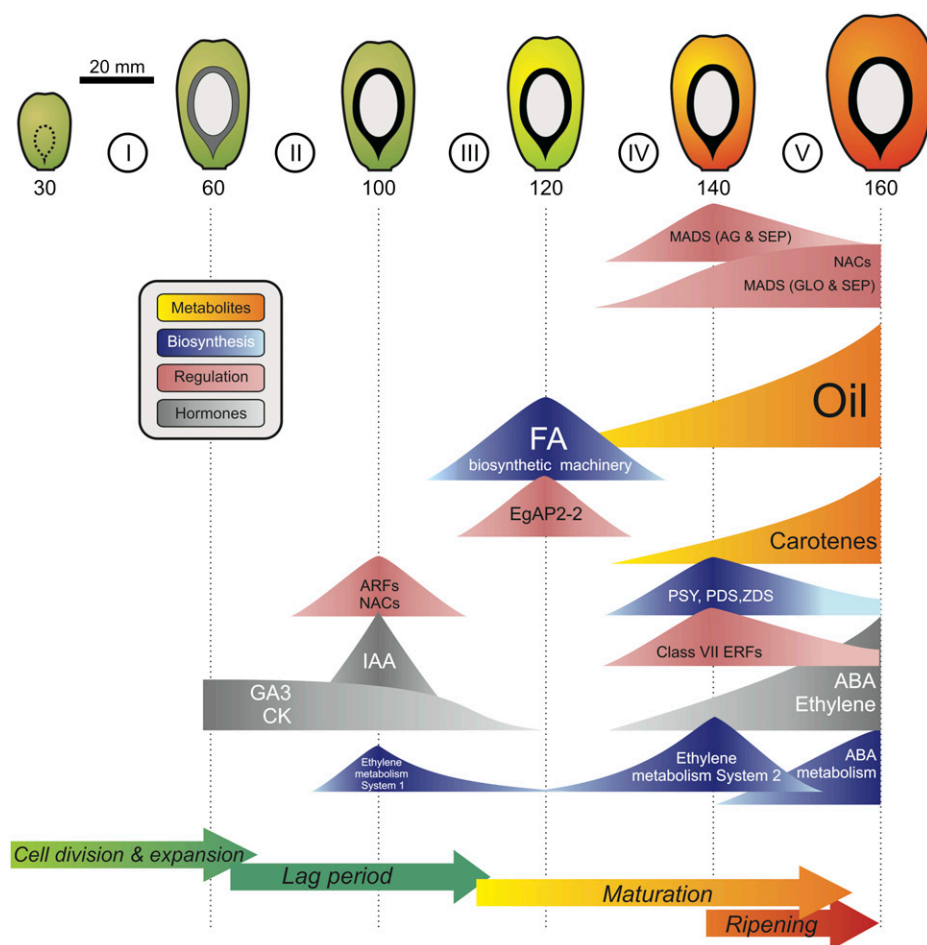 20 mm
I
II
III
IV
V
30
60
100
120
140
160
MADS (AG & SEP)
NACs
MADS (GLO & SEP)
Metabolites
Biosynthesis
Regulation
Hormones
Oil
FA
biosynthetic machinery
EgAP2-2
Carotenes
ARFs
NACs
PSY, PDS,ZDS
IAA
Class VII ERFs
GA3
CK
ABA
Ethylene
Ethylene
metabolism
System 1
Ethylene
metabolism System 2
ABA
metabolism
Cell division & expansion
Lag period
Maturation
Ripening